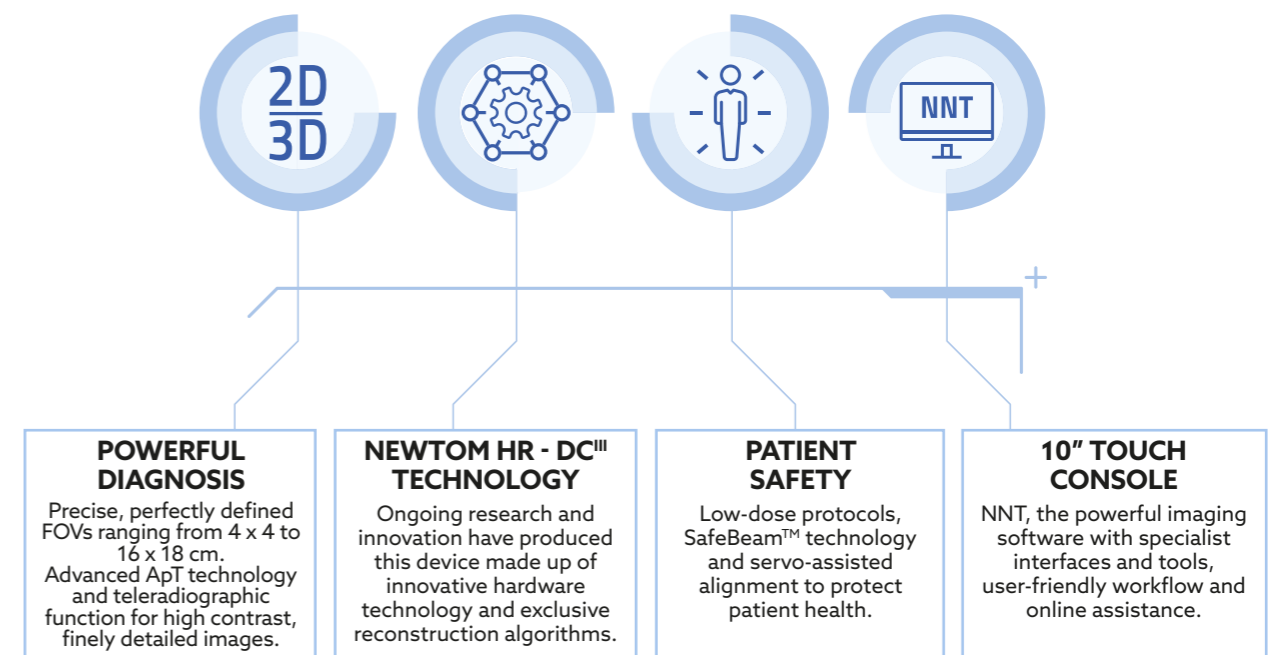 2D
3D
NNT
POWERFUL
DIAGNOSIS
Precise, perfectly defined
FOVs ranging from 4 x 4 to
16 x 18 cm.
Advanced ApT technology
and teleradiographic
function for high contrast,
finely detailed images.
NEWTOM HR - DCᴵᴵᴵ
TECHNOLOGY
Ongoing research and
innovation have produced
this device made up of
innovative hardware
technology and exclusive
reconstruction algorithms.
PATIENT
SAFETY
Low-dose protocols,
SafeBeam™ technology
and servo-assisted
alignment to protect
patient health.
10” TOUCH
CONSOLE
NNT, the powerful imaging
software with specialist
interfaces and tools,
user-friendly workflow and
online assistance.